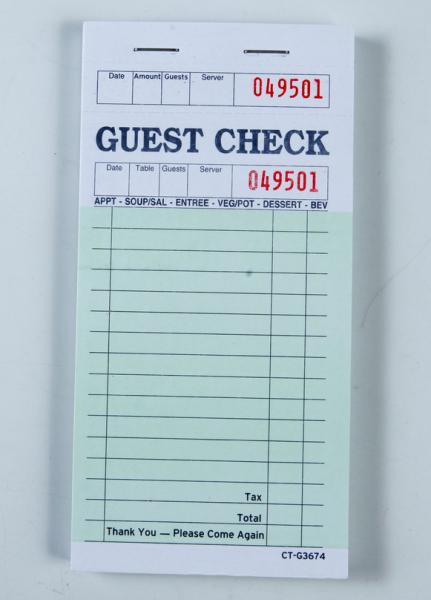 Date Amount Guests Server 049501
GUEST CHECK
Date Table Guests Server 049501
APPT - SOUP/SAL - ENTREE - VEG/POT - DESSERT - BEV
Tax
Total
Thank You — Please Come Again
CT-G3674